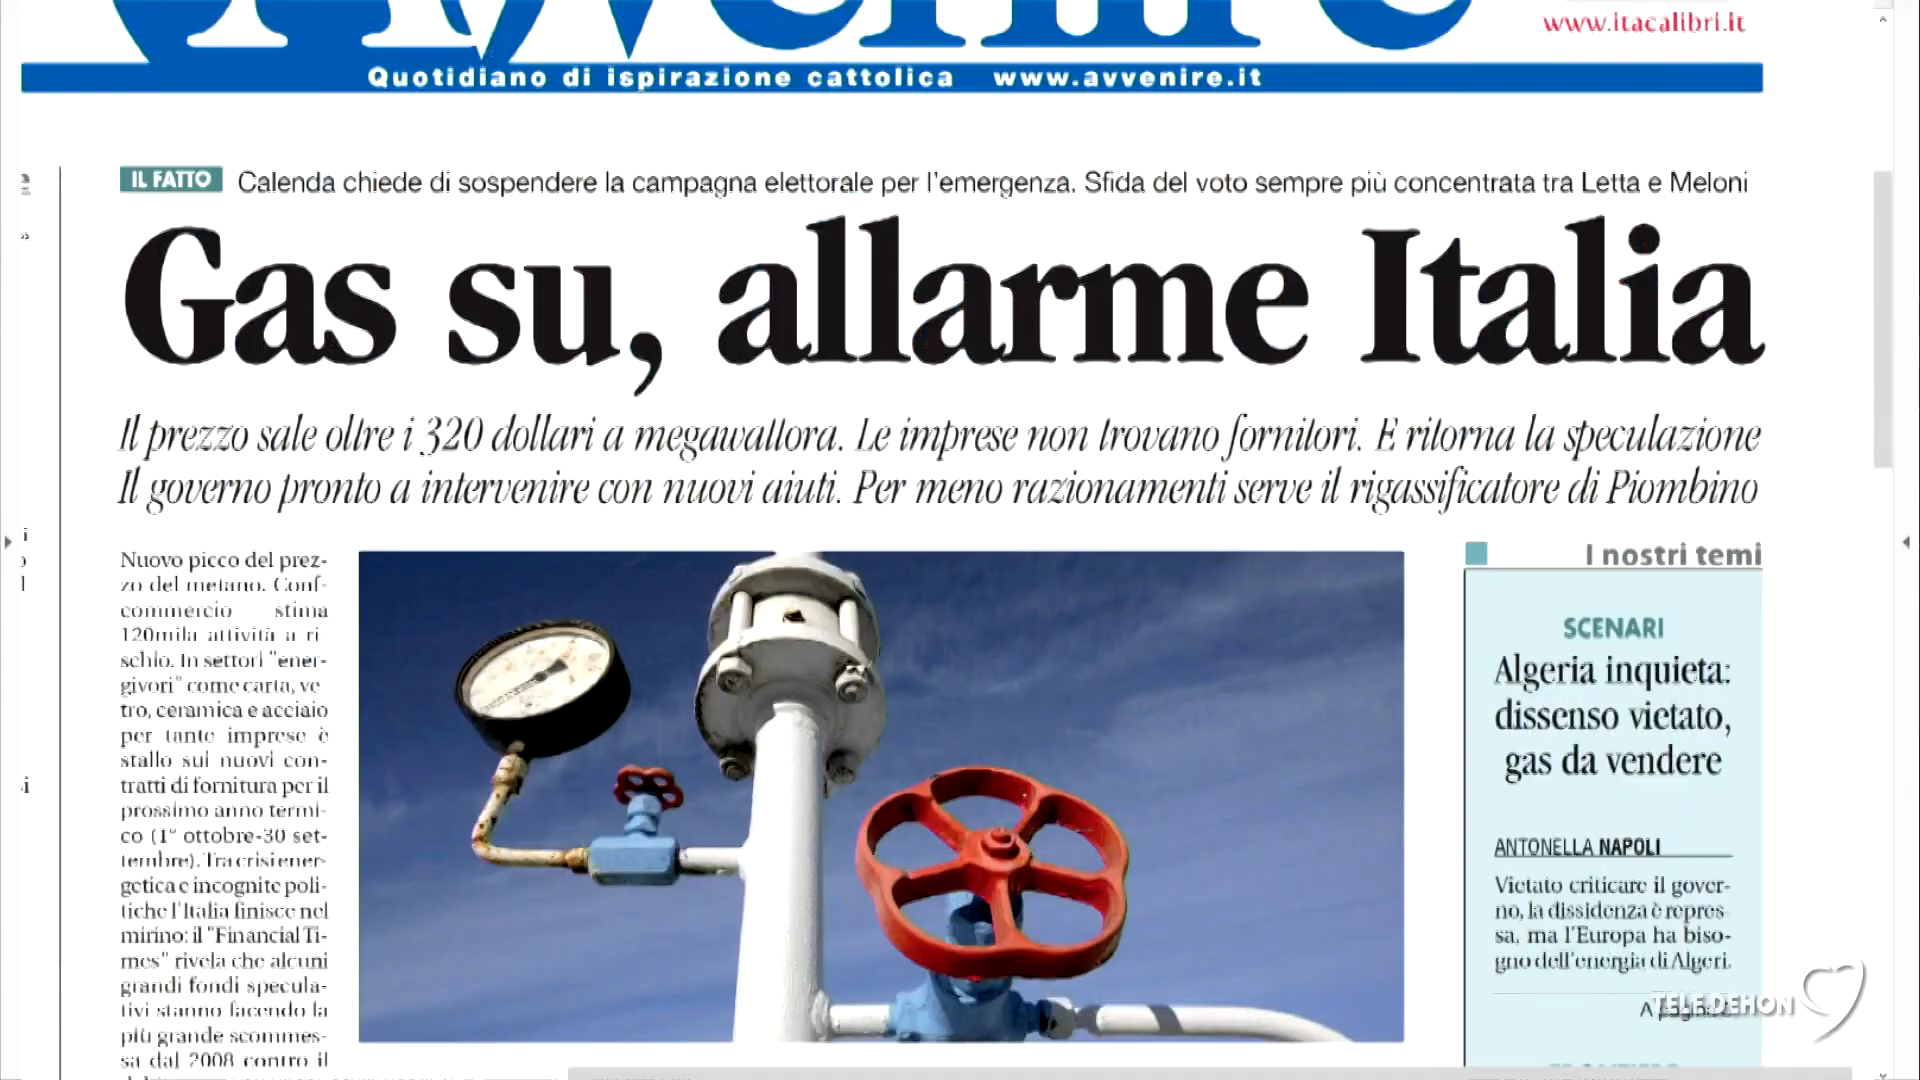 Avvenire
www.itacalibri.it
Quotidiano di ispirazione cattolica www.avvenire.it
IL FATTO Calenda chiede di sospendere la campagna elettorale per l'emergenza. Sfida del voto sempre più concentrata tra Letta e Meloni
Gas su, allarme Italia
Il prezzo sale oltre i 320 dollari a megawattora. Le imprese non trovano fornitori. E ritorna la speculazione
Il governo pronto a intervenire con nuovi aiuti. Per meno razionamenti serve il rigassificatore di Piombino
Nuovo picco del prez-
zo del metano. Conf-
commercio stima
120mila attività a ri-
schio. In settori "ener-
givori" come carta, ve
tro, ceramica e acciaio
per tante imprese è
stallo sui nuovi con-
tratti di fornitura per il
prossimo anno termi-
co (1° ottobre-30 set-
tembre). Tra crisi ener-
getica e incognite poli-
tiche l'Italia finisce nel
mirino: il "Financial Ti-
mes" rivela che alcuni
grandi fondi specula-
tivi stanno facendo la
più grande scommes-
sa dal 2008 contro il
I nostri temi
SCENARI
Algeria inquieta:
dissenso vietato,
gas da vendere
ANTONELLA NAPOLI
Vietato criticare il gover-
no, la dissidenza è repres
sa, ma l'Europa ha biso-
gno dell'energia di Algeri.
TELEDEHON